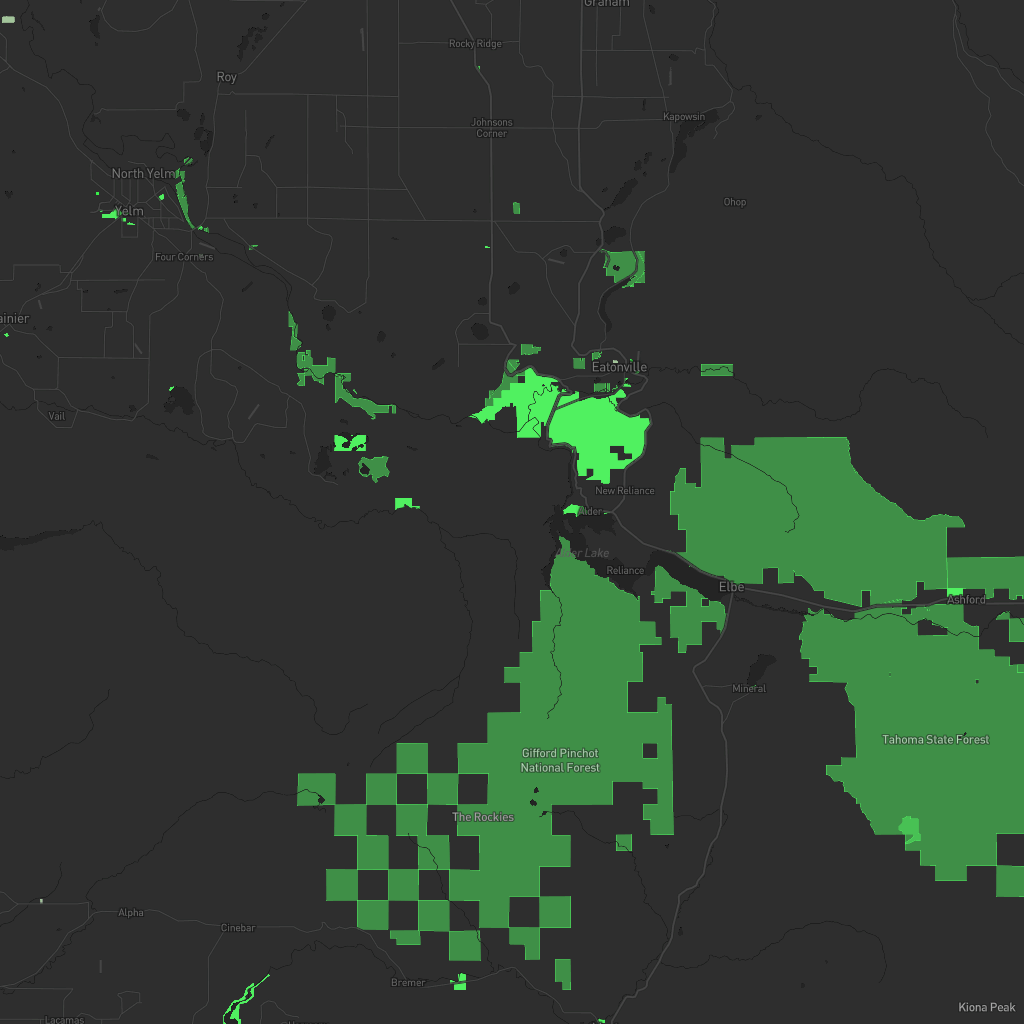 Graham
Rocky Ridge
Roy
Kapowsin
Johnsons
Corner
North Yelm
Ohop
Yelm
Four Corners
ainier
Eatonville
Vail
New Reliance
Alder
er Lake
Reliance
Elbe
Ashford
Mineral
Tahoma State Forest
Gifford Pinchot
National Forest
The Rockies
Alpha
Cinebar
Bremer
Kiona Peak
Lacamas